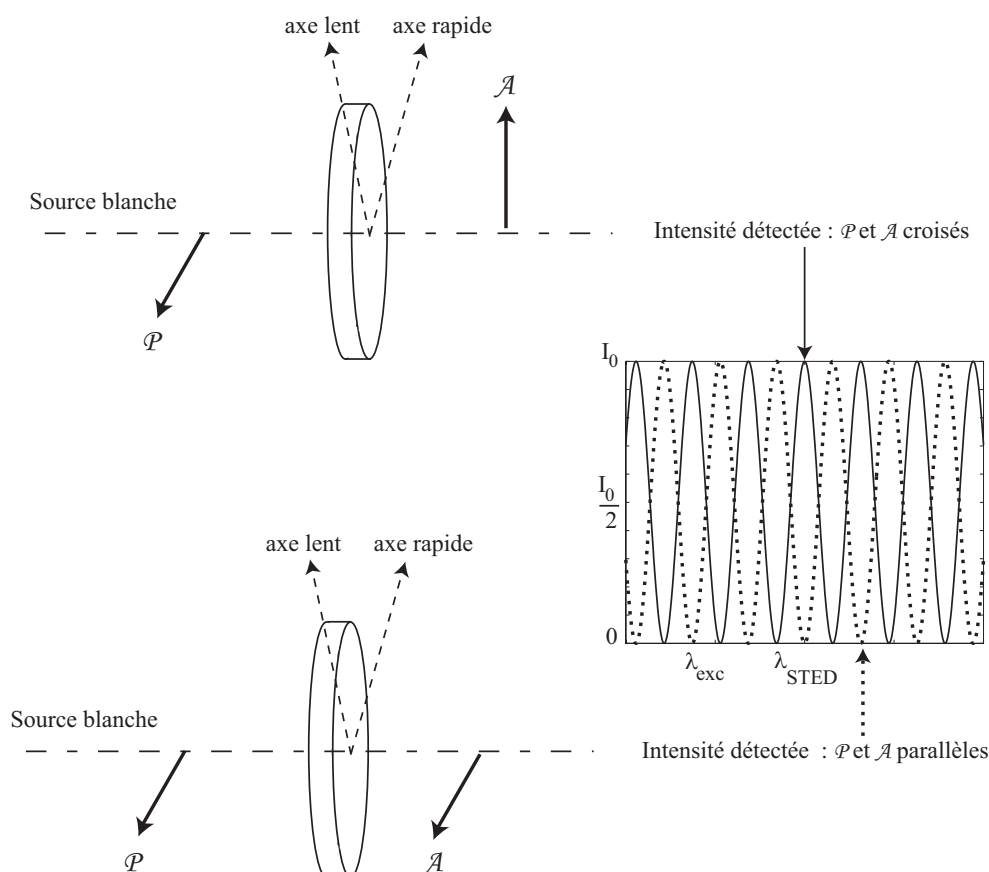 axe lent axe rapide
𝒜
Source blanche
𝒫
Intensité détectée : 𝒫 et 𝒜 croisés
I₀
I₀/2
0
λexc λSTED
Intensité détectée : 𝒫 et 𝒜 parallèles
axe lent axe rapide
Source blanche
𝒫 𝒜